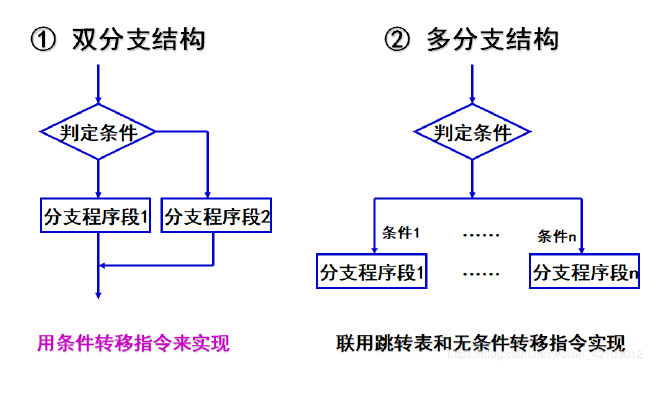 ① 双分支结构
② 多分支结构
判定条件
判定条件
分支程序段1
分支程序段2
条件1
……
条件n
分支程序段1
……
分支程序段n
用条件转移指令来实现
联用跳转表和无条件转移指令实现